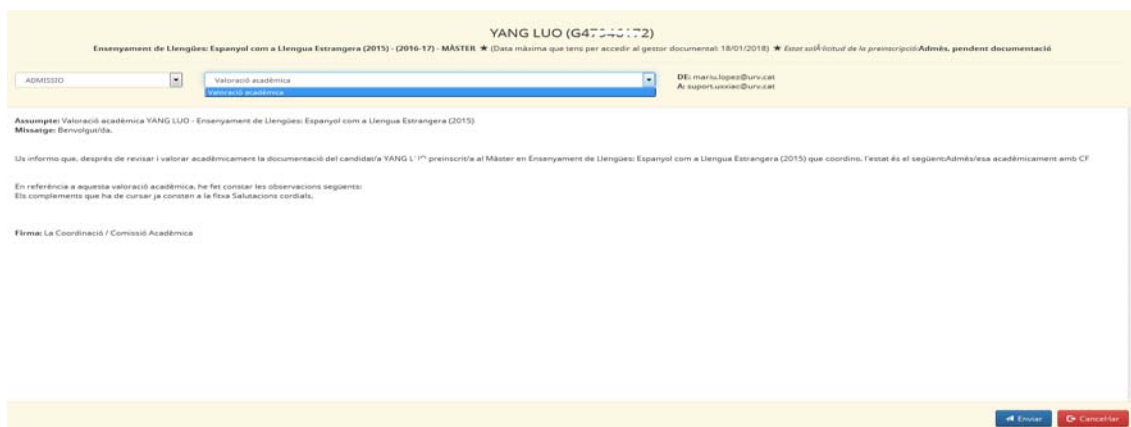 YANG LUO
Ensenyament de Llengües: Espanyol com a Llengua Estrangera (2015) - (2016-17) - MÀSTER ★ (Data màxima que tens per accedir al gestor documental: 18/01/2018) ★ Estat sol·licitud de la preinscripció:Admès, pendent documentació
ADMISSIO
Valoració acadèmica
DE: mariu.lopez@urv.cat
Valoració acadèmica
A: suport.uxxiac@urv.cat
Assumpte: Valoració acadèmica YANG LUO - Ensenyament de Llengües: Espanyol com a Llengua Estrangera (2015)
Missatge: Benvolgut/da,
Us informo que, després de revisar i valorar acadèmicament la documentació del candidat/a YANG preinscrit/a al Màster en Ensenyament de Llengües: Espanyol com a Llengua Estrangera (2015) que coordino, l'estat és el següent:Admès/esa acadèmicament amb CF
En referència a aquesta valoració acadèmica, he fet constar les observacions següents:
Els complements que ha de cursar ja consten a la fitxa Salutacions cordials,
Firma: La Coordinació / Comissió Acadèmica
Enviar
Cancel·lar